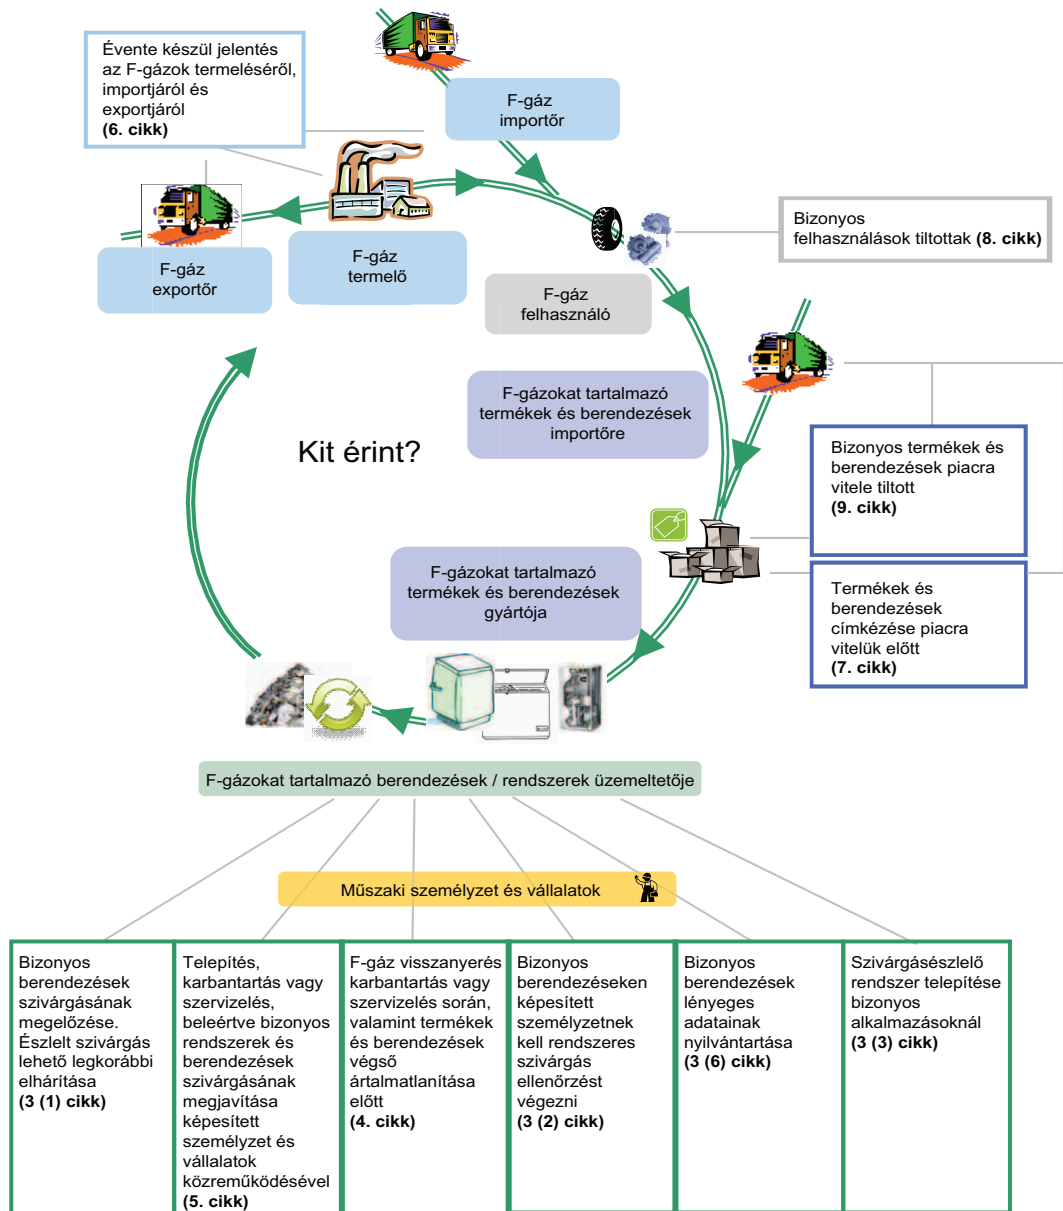 Évente készül jelentés
az F-gázok termeléséről,
importjáról és
exportjáról
(6. cikk)
F-gáz
importőr
F-gáz
exportőr
F-gáz
termelő
Bizonyos
felhasználások tiltottak (8. cikk)
F-gáz
felhasználó
F-gázokat tartalmazó
termékek és berendezések
importőre
Kit érint?
Bizonyos termékek és
berendezések piacra
vitele tiltott
(9. cikk)
F-gázokat tartalmazó
termékek és berendezések
gyártója
Termékek és
berendezések
címkézése piacra
vitelük előtt
(7. cikk)
F-gázokat tartalmazó berendezések / rendszerek üzemeltetője
Műszaki személyzet és vállalatok
Bizonyos
berendezések
szivárgásának
megelőzése.
Észlelt szivárgás
lehető legkorábbi
elhárítása
(3 (1) cikk)
Telepítés,
karbantartás vagy
szervizelés,
beleértve bizonyos
rendszerek és
berendezések
szivárgásának
megjavítása
képesített
személyzet és
vállalatok
közreműködésével
(5. cikk)
F-gáz visszanyerés
karbantartás vagy
szervizelés során,
valamint termékek
és berendezések
végső
ártalmatlanítása
előtt
(4. cikk)
Bizonyos
berendezéseken
képesített
személyzetnek
kell rendszeres
szivárgás
ellenőrzést
végezni
(3 (2) cikk)
Bizonyos
berendezések
lényeges
adatainak
nyilvántartása
(3 (6) cikk)
Szivárgásészlelő
rendszer telepítése
bizonyos
alkalmazásoknál
(3 (3) cikk)